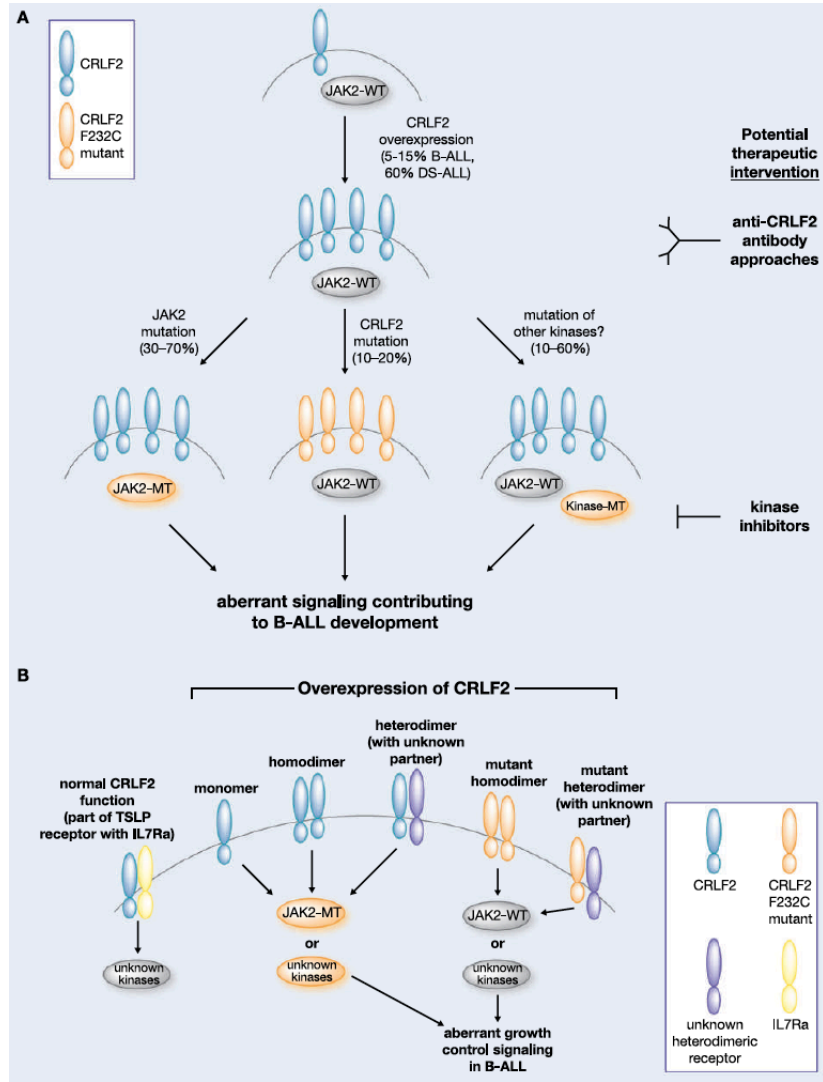 A
CRLF2
CRLF2
F232C
mutant
JAK2-WT
CRLF2
overexpression
(5-15% B-ALL,
60% DS-ALL)
Potential
therapeutic
intervention
anti-CRLF2
antibody
approaches
JAK2-WT
JAK2
mutation
(30–70%)
CRLF2
mutation
(10–20%)
mutation of
other kinases?
(10–60%)
JAK2-MT
JAK2-WT
JAK2-WT
Kinase-MT
kinase
inhibitors
aberrant signaling contributing
to B-ALL development
B
Overexpression of CRLF2
normal CRLF2
function
(part of TSLP
receptor with IL7Ra)
monomer
homodimer
heterodimer
(with unknown
partner)
mutant
homodimer
mutant
heterodimer
(with unknown
partner)
JAK2-MT
or
unknown
kinases
JAK2-WT
or
unknown
kinases
unknown
kinases
aberrant growth
control signaling
in B-ALL
CRLF2
CRLF2
F232C
mutant
unknown
heterodimeric
receptor
IL7Ra